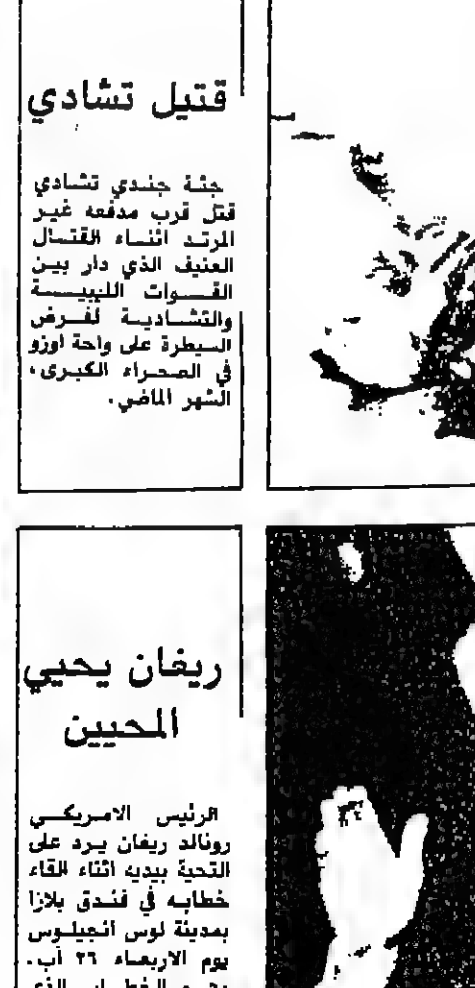 قتيل تشادي
جثة جندي تشادي
قتل قرب مدفعه غير
المرتد اثناء القتال
العنيف الذي دار بين
القوات الليبية
والتشادية لفرض
السيطرة على واحة اوزو
في الصحراء الكبرى،
الشهر الماضي.
ريغان يحيي
المحيين
الرئيس الامريكي
رونالد ريغان يرد على
التحية بيديه اثناء القاء
خطابه في فندق بلازا
بمدينة لوس انجيلوس
يوم الاربعاء ٢٦ آب.
الذي